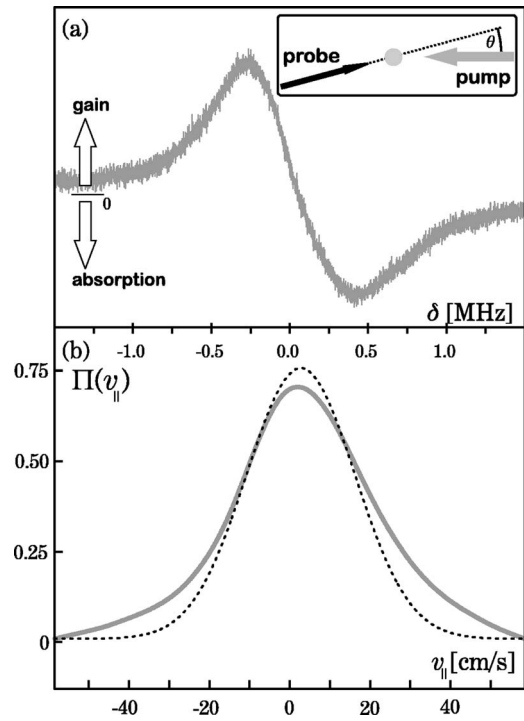 (a)
probe
θ
pump
gain
0
absorption
δ [MHz]
-1.0 -0.5 0.0 0.5 1.0
(b)
Π(v∥)
0.75
0.50
0.25
0
v∥[cm/s]
-40 -20 0 20 40